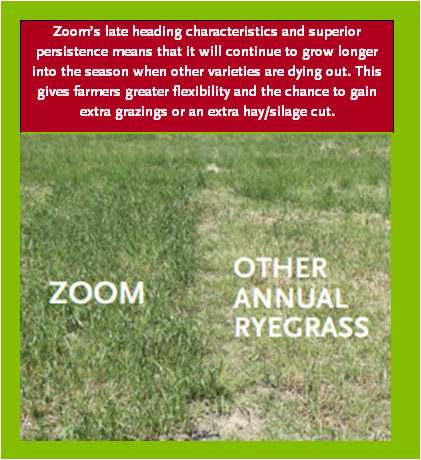 Zoom's late heading characteristics and superior
persistence means that it will continue to grow longer
into the season when other varieties are dying out. This
gives farmers greater flexibility and the chance to gain
extra grazings or an extra hay/silage cut.
ZOOM
OTHER
ANNUAL
RYEGRASS